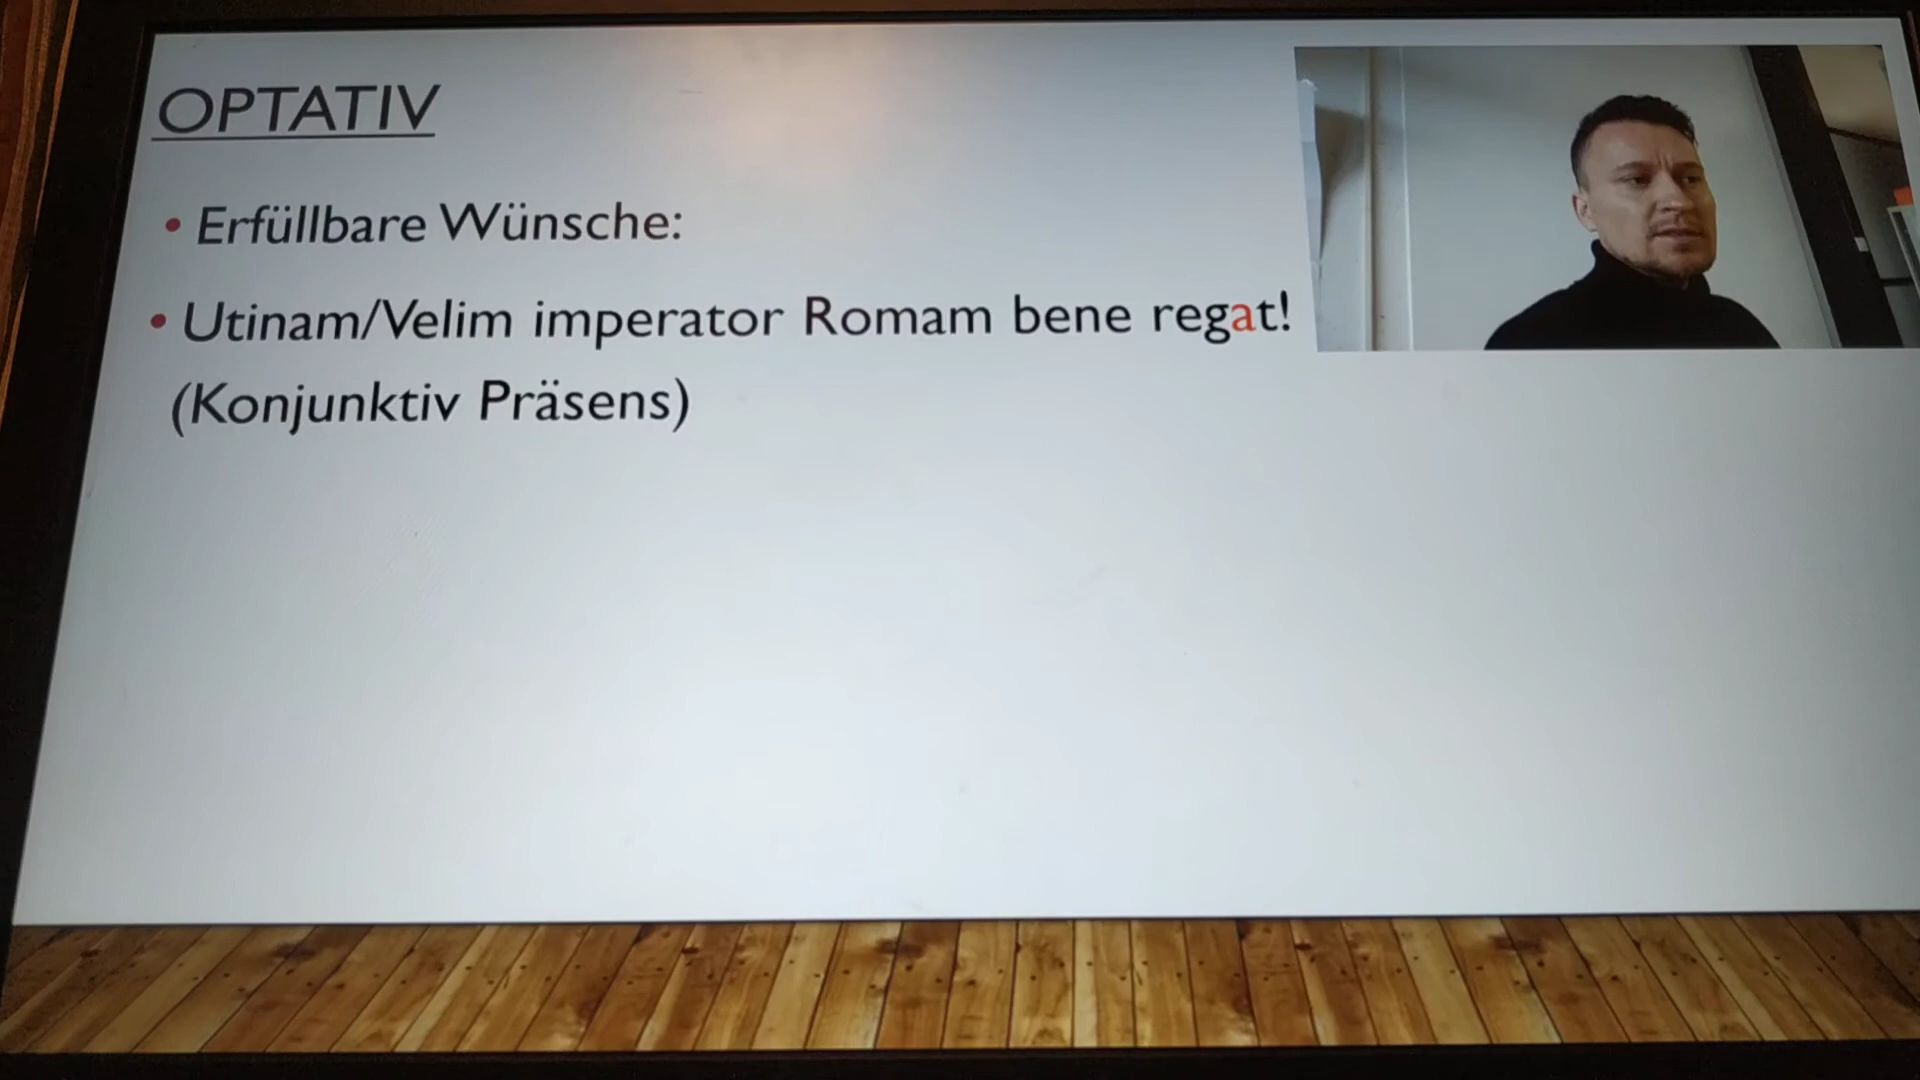 OPTATIV
• Erfüllbare Wünsche:
• Utinam/Velim imperator Romam bene regat!
(Konjunktiv Präsens)